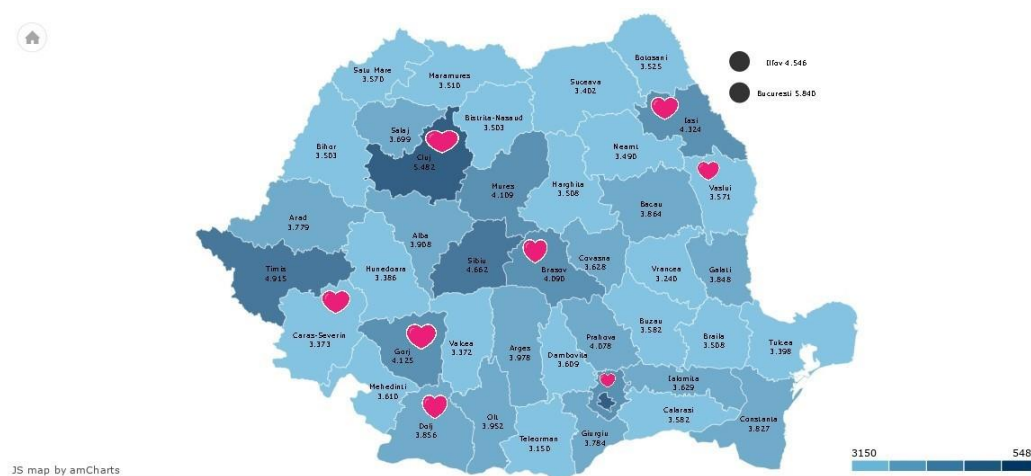 Botosani
3.525
Ilfov 4.546
Satu Mare
3.570
Maramures
3.510
Suceava
3.402
Bucuresti 5.840
Bistrita-Nasaud
3.503
Iasi
4.324
Salaj
3.699
Bihor
3.503
Cluj
5.482
Neamt
3.490
Mures
4.109
Harghita
3.508
Vaslui
3.571
Bacau
3.864
Arad
3.779
Alba
3.908
Timis
4.915
Hunedoara
3.386
Sibiu
4.662
Brasov
4.090
Covasna
3.628
Vrancea
3.240
Galati
3.848
Caras-Severin
3.373
Gorj
4.125
Valcea
3.372
Arges
3.978
Dambovita
3.609
Prahova
4.078
Buzau
3.582
Braila
3.508
Tulcea
3.398
Mehedinti
3.610
Ialomita
3.629
Calarasi
3.582
Dolj
3.856
Olt
3.952
Teleorman
3.150
Giurgiu
3.784
Constanta
3.827
3150
548
JS map by amCharts